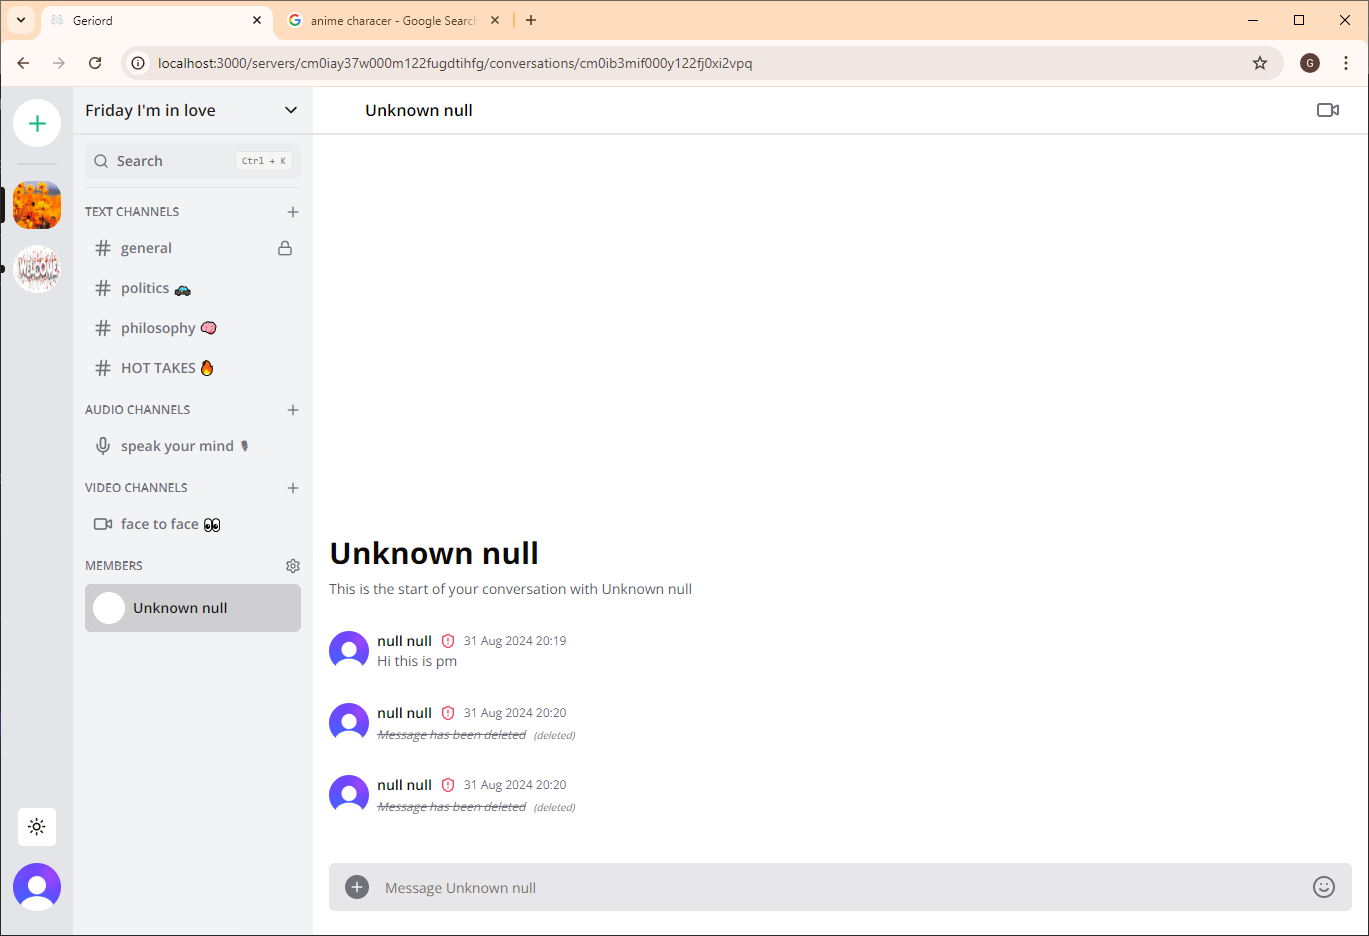 Geriord
anime characer - Google Search
localhost:3000/servers/cm0iay37w000m122fugdtihfg/conversations/cm0ib3mif000y122fj0xi2vpq
G
Friday I'm in love
Unknown null
Search
Ctrl + K
TEXT CHANNELS
general
politics
philosophy
HOT TAKES
AUDIO CHANNELS
speak your mind
VIDEO CHANNELS
face to face
MEMBERS
Unknown null
WELCOME
Unknown null
This is the start of your conversation with Unknown null
null null 31 Aug 2024 20:19
Hi this is pm
null null 31 Aug 2024 20:20
Message has been deleted (deleted)
null null 31 Aug 2024 20:20
Message has been deleted (deleted)
Message Unknown null